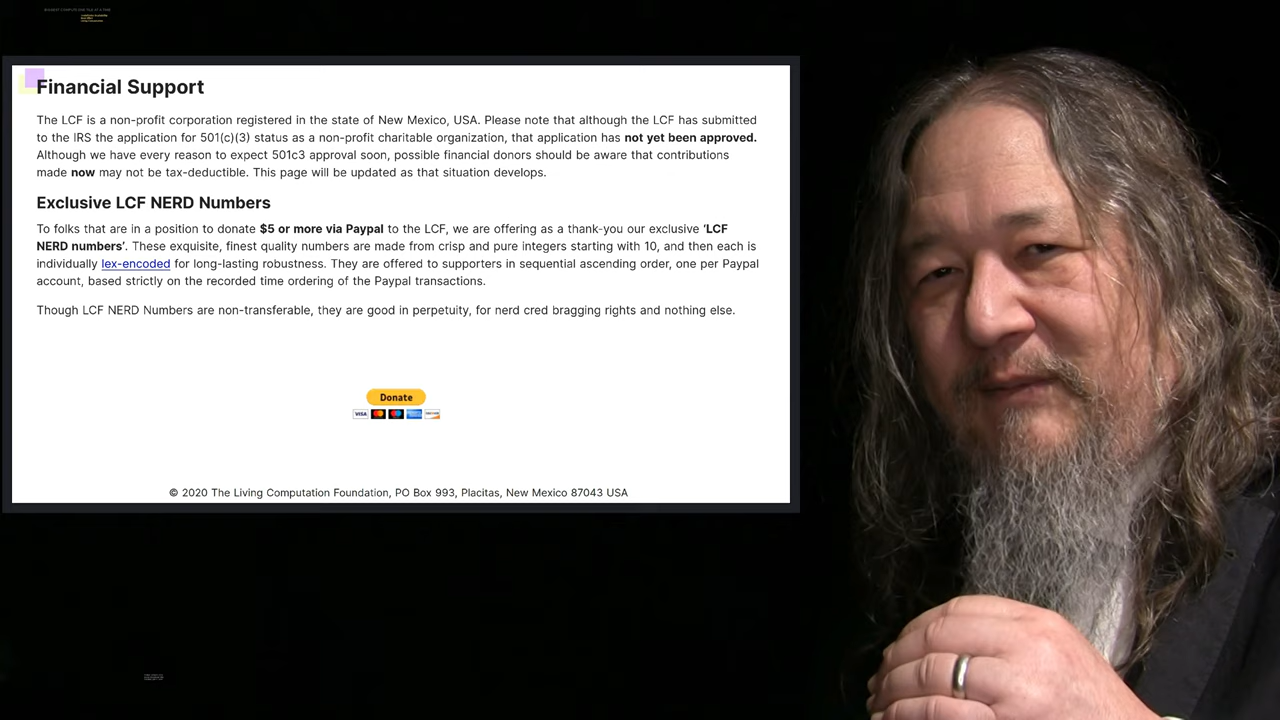 Financial Support
The LCF is a non-profit corporation registered in the state of New Mexico, USA. Please note that although the LCF has submitted
to the IRS the application for 501(c)(3) status as a non-profit charitable organization, that application has not yet been approved.
Although we have every reason to expect 501c3 approval soon, possible financial donors should be aware that contributions
made now may not be tax-deductible. This page will be updated as that situation develops.
Exclusive LCF NERD Numbers
To folks that are in a position to donate $5 or more via Paypal to the LCF, we are offering as a thank-you our exclusive ‘LCF
NERD numbers’. These exquisite, finest quality numbers are made from crisp and pure integers starting with 10, and then each is
individually lex-encoded for long-lasting robustness. They are offered to supporters in sequential ascending order, one per Paypal
account, based strictly on the recorded time ordering of the Paypal transactions.
Though LCF NERD Numbers are non-transferable, they are good in perpetuity, for nerd cred bragging rights and nothing else.
Donate
VISA
© 2020 The Living Computation Foundation, PO Box 993, Placitas, New Mexico 87043 USA